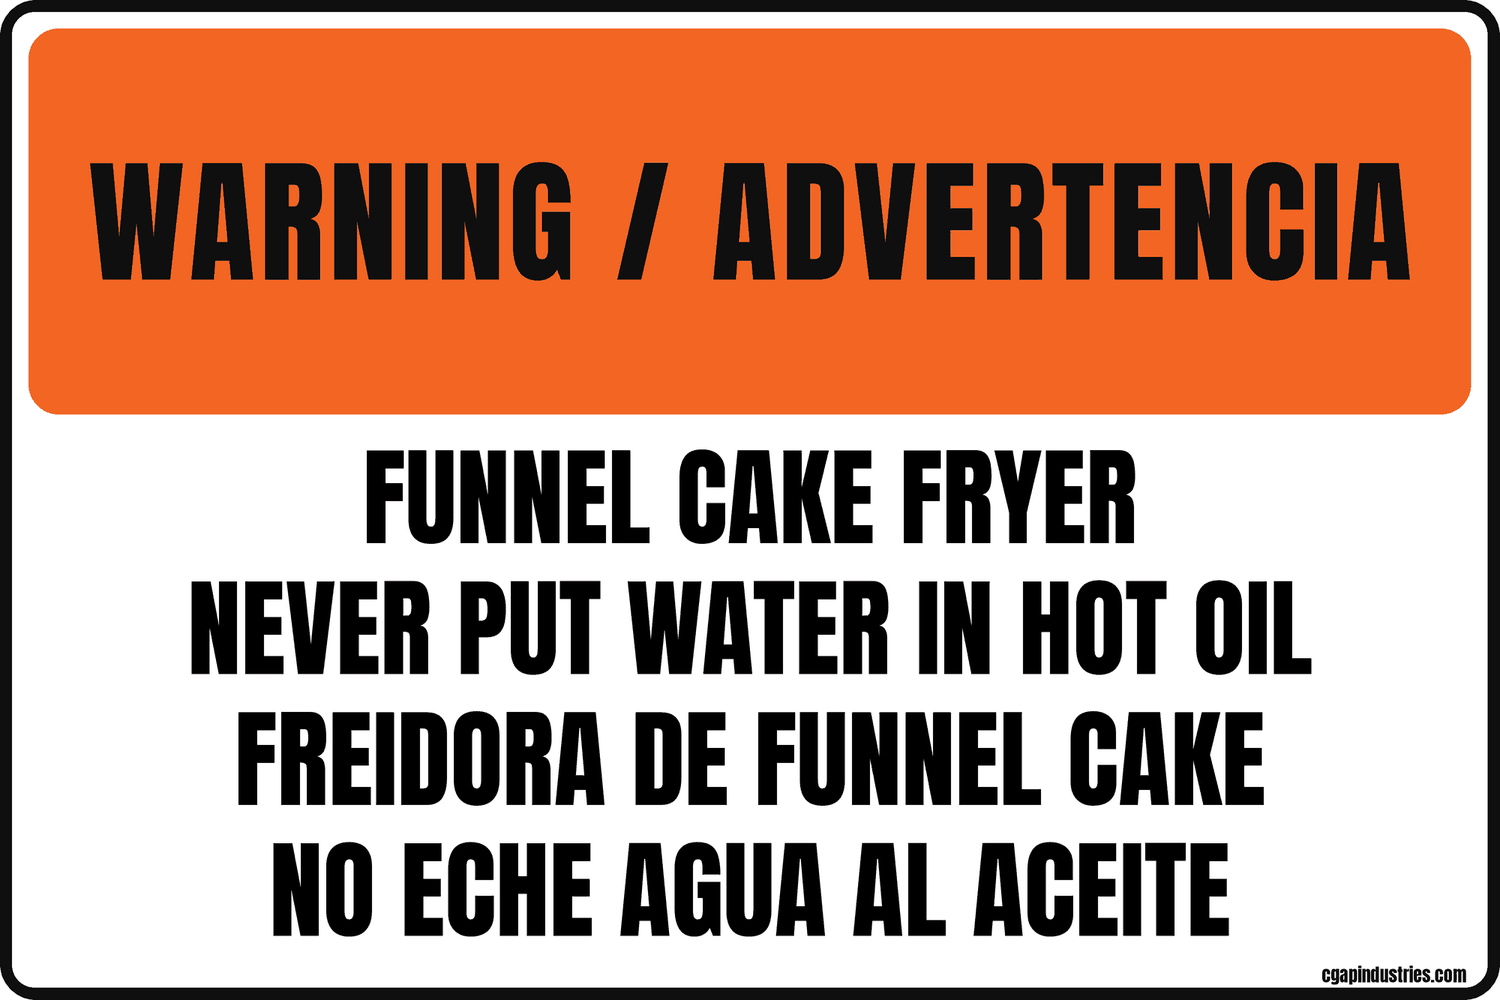 WARNING / ADVERTENCIA
FUNNEL CAKE FRYER
NEVER PUT WATER IN HOT OIL
FREIDORA DE FUNNEL CAKE
NO ECHE AGUA AL ACEITE
cgapindustries.com